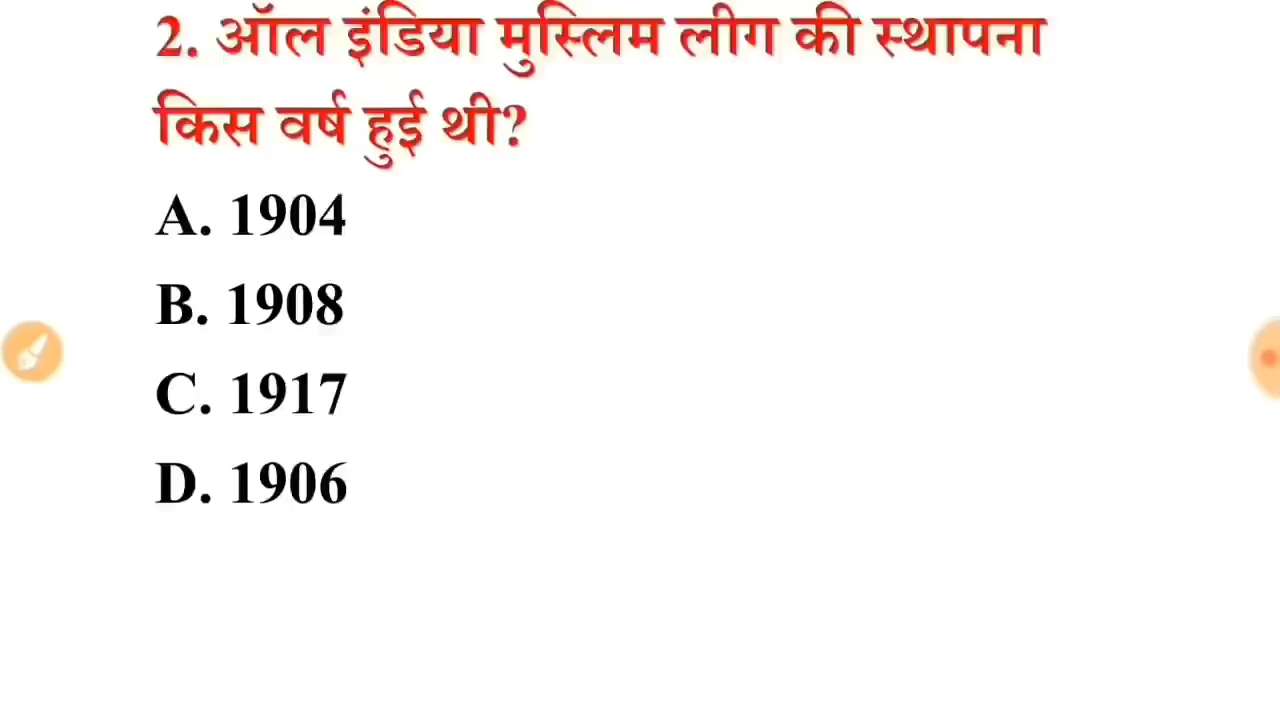 2. ऑल इंडिया मुस्लिम लीग की स्थापना
किस वर्ष हुई थी?
A. 1904
B. 1908
C. 1917
D. 1906